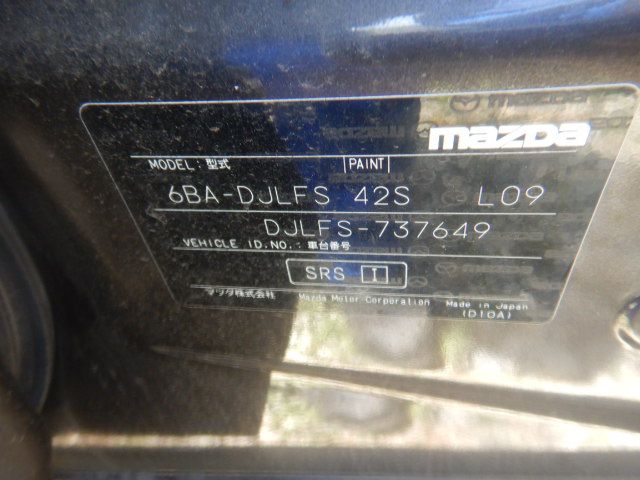 mazda
MODEL: 型式 PAINT
6BA-DJLFS 42S L09
DJLFS-737649
VEHICLE ID.NO.: 車台番号
SRS I
マツダ株式会社 Mazda Motor Corporation Made in Japan
(D10A)